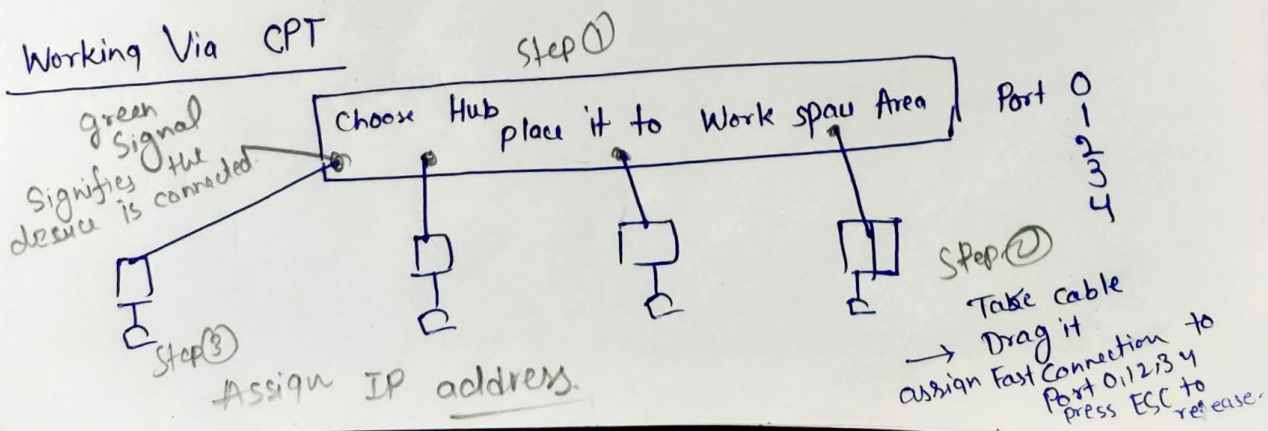 Working Via CPT
Step ①
green
Signal
Signifies the
device is connected
Choose Hub place it to Work spau Area
Port 0
1
2
3
4
Step ②
Take cable
→ Drag it
assign Fast Connection to
Port 0,1,2,3 4
press ESC to
release.
Step ③
Assign IP address.